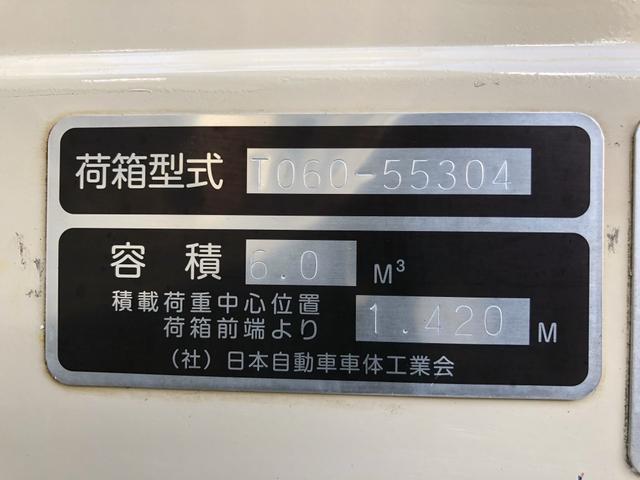 荷箱型式 T060-55304
容積 6.0 M³
積載荷重中心位置
荷箱前端より 1.420 M
（社）日本自動車車体工業会